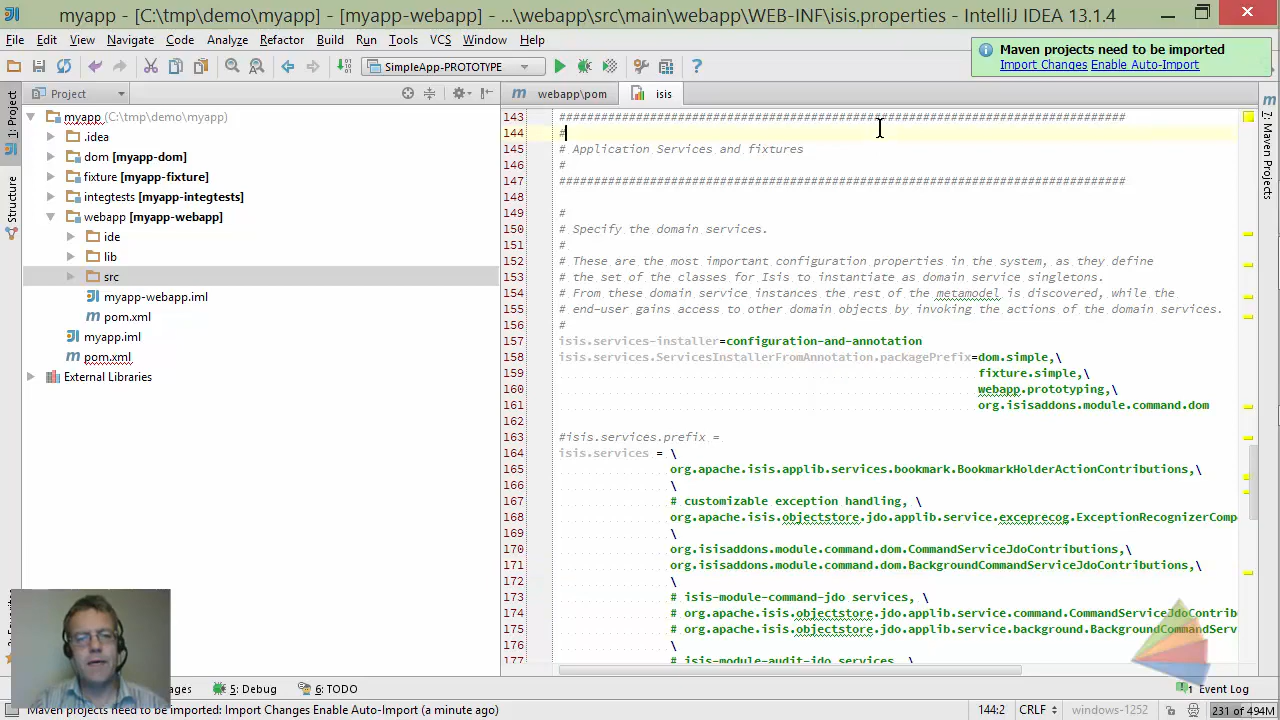 myapp - [C:\tmp\demo\myapp] - [myapp-webapp] - ...\webapp\src\main\webapp\WEB-INF\isis.properties - IntelliJ IDEA 13.1.4
File Edit View Navigate Code Analyze Refactor Build Run Tools VCS Window Help
Maven projects need to be imported
Import Changes Enable Auto-Import
SimpleApp-PROTOTYPE
Project
webapp\pom
isis
1: Project
Structure
7: Maven Projects
myapp (C:\tmp\demo\myapp)
.idea
dom [myapp-dom]
fixture [myapp-fixture]
integtests [myapp-integtests]
webapp [myapp-webapp]
ide
lib
src
myapp-webapp.iml
pom.xml
myapp.iml
pom.xml
External Libraries
143 #################################################################################
144 #
145 # Application Services and fixtures
146 #
147 #################################################################################
148
149 #
150 # Specify the domain services.
151 #
152 # These are the most important configuration properties in the system, as they define
153 # the set of the classes for Isis to instantiate as domain service singletons.
154 # From these domain service instances the rest of the metamodel is discovered, while the
155 # end-user gains access to other domain objects by invoking the actions of the domain services.
156 #
157 isis.services-installer=configuration-and-annotation
158 isis.services.ServicesInstallerFromAnnotation.packagePrefix=dom.simple,\
159 fixture.simple,\
160 webapp.prototyping,\
161 org.isisaddons.module.command.dom
162
163 #isis.services.prefix =
164 isis.services = \
165 org.apache.isis.applib.services.bookmark.BookmarkHolderActionContributions,\
166 \
167 # customizable exception handling, \
168 org.apache.isis.objectstore.jdo.applib.service.exceprecog.ExceptionRecognizerComp
169 \
170 org.isisaddons.module.command.dom.CommandServiceJdoContributions,\
171 org.isisaddons.module.command.dom.BackgroundCommandServiceJdoContributions,\
172 \
173 # isis-module-command-jdo services, \
174 # org.apache.isis.objectstore.jdo.applib.service.command.CommandServiceJdoContrib
175 # org.apache.isis.objectstore.jdo.applib.service.background.BackgroundCommandServ
176 \
177 # isis-module-audit-jdo services, \
ages 5: Debug 6: TODO Event Log
Maven projects need to be imported: Import Changes Enable Auto-Import (a minute ago) 144:2 CRLF windows-1252 231 of 494M